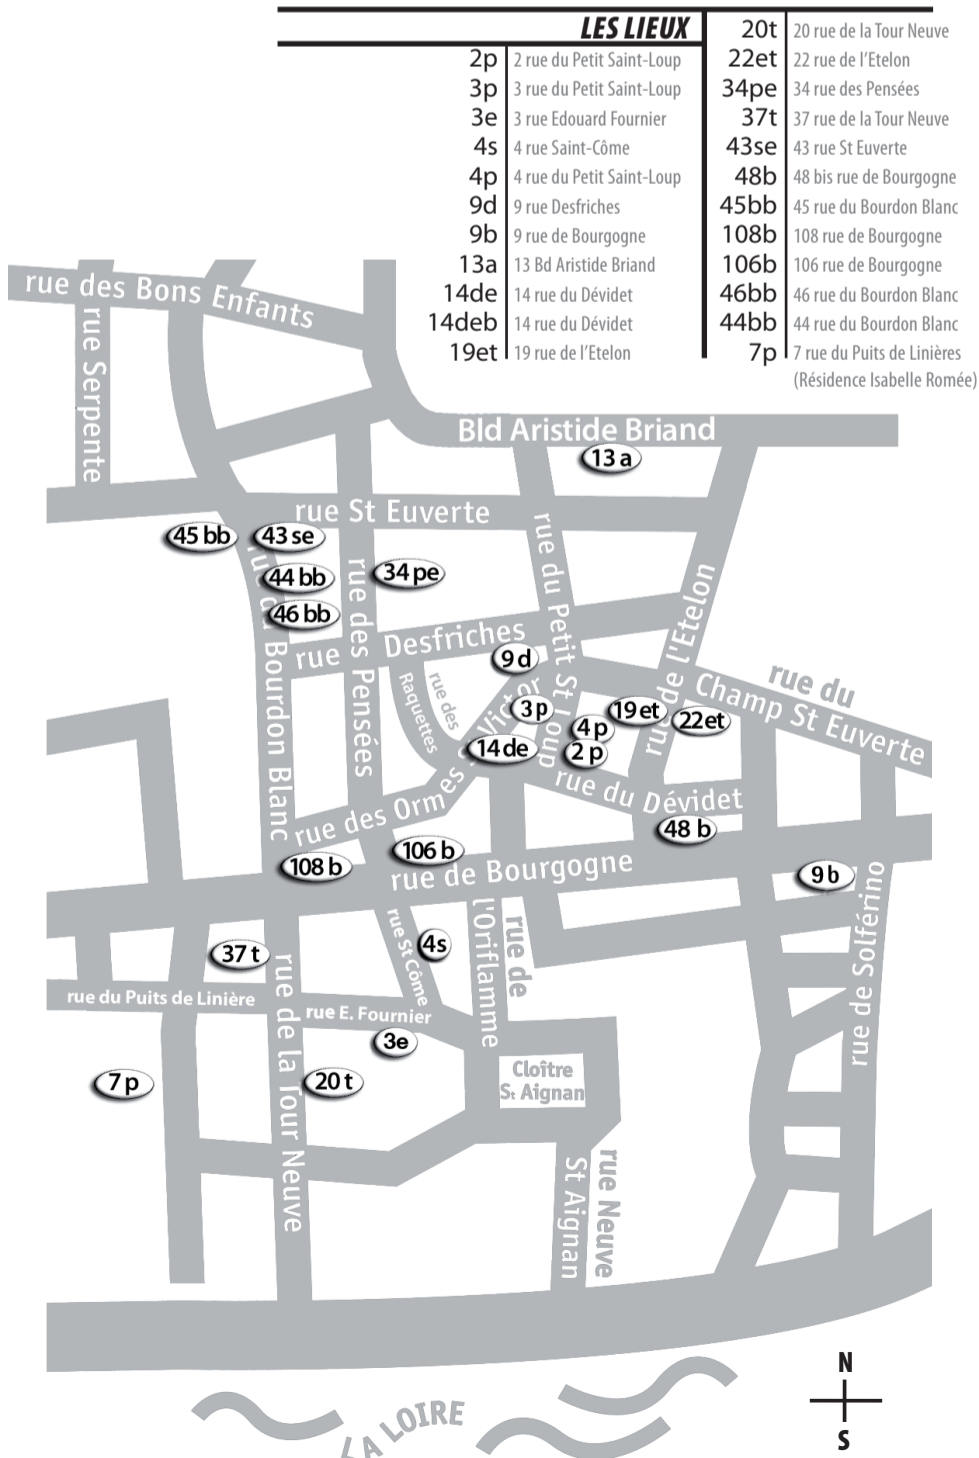 LES LIEUX
2p 2 rue du Petit Saint-Loup
3p 3 rue du Petit Saint-Loup
3e 3 rue Edouard Fournier
4s 4 rue Saint-Côme
4p 4 rue du Petit Saint-Loup
9d 9 rue Desfriches
9b 9 rue de Bourgogne
13a 13 Bd Aristide Briand
14de 14 rue du Dévidet
14deb 14 rue du Dévidet
19et 19 rue de l'Etelon
20t 20 rue de la Tour Neuve
22et 22 rue de l'Etelon
34pe 34 rue des Pensées
37t 37 rue de la Tour Neuve
43se 43 rue St Euverte
48b 48 bis rue de Bourgogne
45bb 45 rue du Bourdon Blanc
108b 108 rue de Bourgogne
106b 106 rue de Bourgogne
46bb 46 rue du Bourdon Blanc
44bb 44 rue du Bourdon Blanc
7p 7 rue du Puits de Linières
(Résidence Isabelle Romée)
rue des Bons Enfants
rue Serpente
Bld Aristide Briand
13 a
rue St Euverte
45 bb
43 se
44 bb
46 bb
34 pe
rue du Bourdon Blanc
rue des Pensées
rue du Petit St Loup
rue de l'Etelon
rue Desfriches
9 d
rue des
Raquettes
rue des Ormes St Victor
3 p
4 p
2 p
19 et
22et
14 de
rue du
Champ St Euverte
rue du Dévidet
48 b
108 b
106 b
rue de Bourgogne
9 b
rue de Solférino
37 t
rue St Côme
4s
rue de
l'Oriflamme
rue du Puits de Linière
rue E. Fournier
3e
rue de la Tour Neuve
7 p
20 t
Cloître
St Aignan
rue Neuve
St Aignan
LA LOIRE
N
S